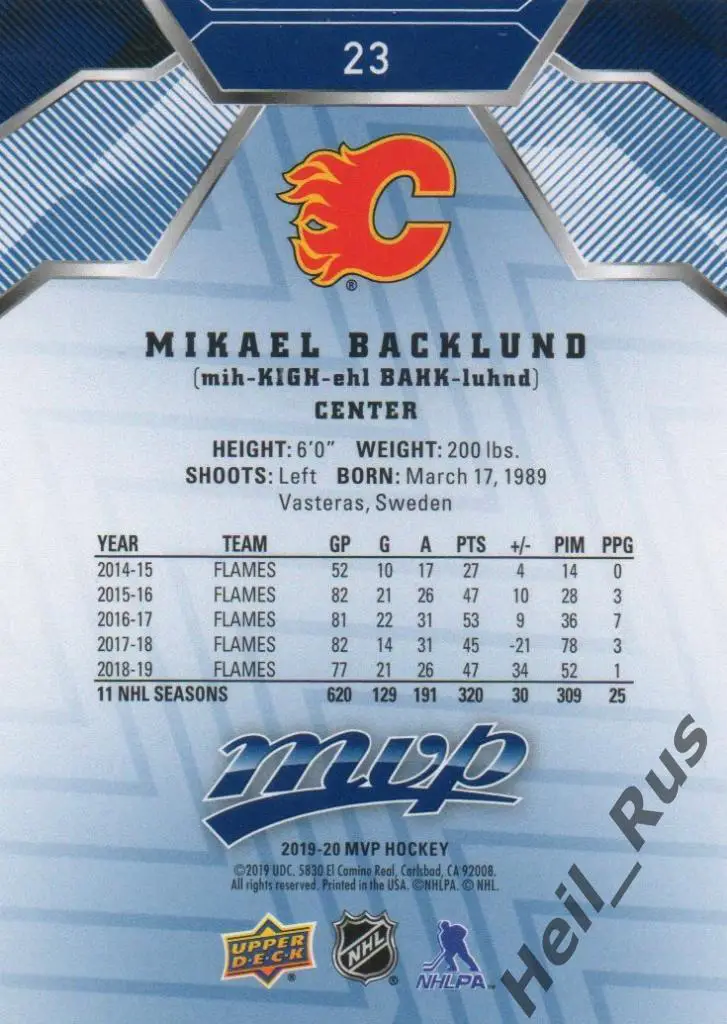 23
C
®
MIKAEL BACKLUND
(mih-KIGH-ehl BAHK-luhnd)
CENTER
HEIGHT: 6'0" WEIGHT: 200 lbs.
SHOOTS: Left BORN: March 17, 1989
Vasteras, Sweden
YEAR TEAM GP G A PTS +/- PIM PPG
2014-15 FLAMES 52 10 17 27 4 14 0
2015-16 FLAMES 82 21 26 47 10 28 3
2016-17 FLAMES 81 22 31 53 9 36 7
2017-18 FLAMES 82 14 31 45 -21 78 3
2018-19 FLAMES 77 21 26 47 34 52 1
11 NHL SEASONS 620 129 191 320 30 309 25
mvp
2019-20 MVP HOCKEY
©2019 UDC. 5830 El Camino Real, Carlsbad, CA 92008.
All rights reserved. Printed in the USA. ©NHLPA. © NHL.
UPPER DECK ® NHL ® NHLPA™
Heil_Rus